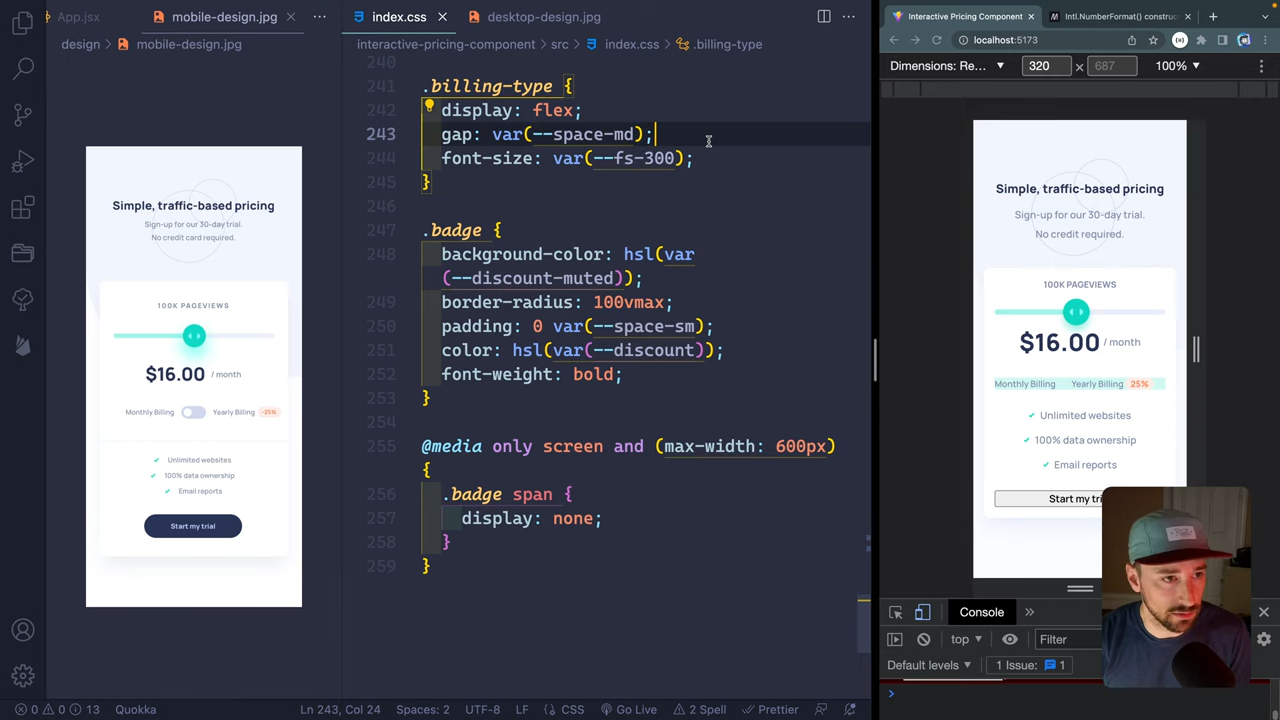 App.jsx
mobile-design.jpg
index.css
desktop-design.jpg
design
mobile-design.jpg
interactive-pricing-component
src
index.css
.billing-type
240
241
.billing-type {
242
display: flex;
243
gap: var(--space-md);
244
font-size: var(--fs-300);
245
}
246
247
.badge {
248
background-color: hsl(var
(--discount-muted));
249
border-radius: 100vmax;
250
padding: 0 var(--space-sm);
251
color: hsl(var(--discount));
252
font-weight: bold;
253
}
254
255
@media only screen and (max-width: 600px)
{
256
.badge span {
257
display: none;
258
}
259
}
Simple, traffic-based pricing
Sign-up for our 30-day trial.
No credit card required.
100K PAGEVIEWS
$16.00 / month
Monthly Billing
Yearly Billing
-25%
Unlimited websites
100% data ownership
Email reports
Start my trial
Interactive Pricing Component
Intl.NumberFormat() construc
localhost:5173
Dimensions: Re...
320
×
687
100%
Simple, traffic-based pricing
Sign-up for our 30-day trial.
No credit required.
100K PAGEVIEWS
$16.00 / month
Monthly Billing
Yearly Billing
25%
Unlimited websites
100% data ownership
Email reports
Start my tri
Console
top
Filter
Default levels
1 Issue:
1
0
0
13
Quokka
Ln 243, Col 24
Spaces: 2
UTF-8
LF
CSS
Go Live
2 Spell
Prettier